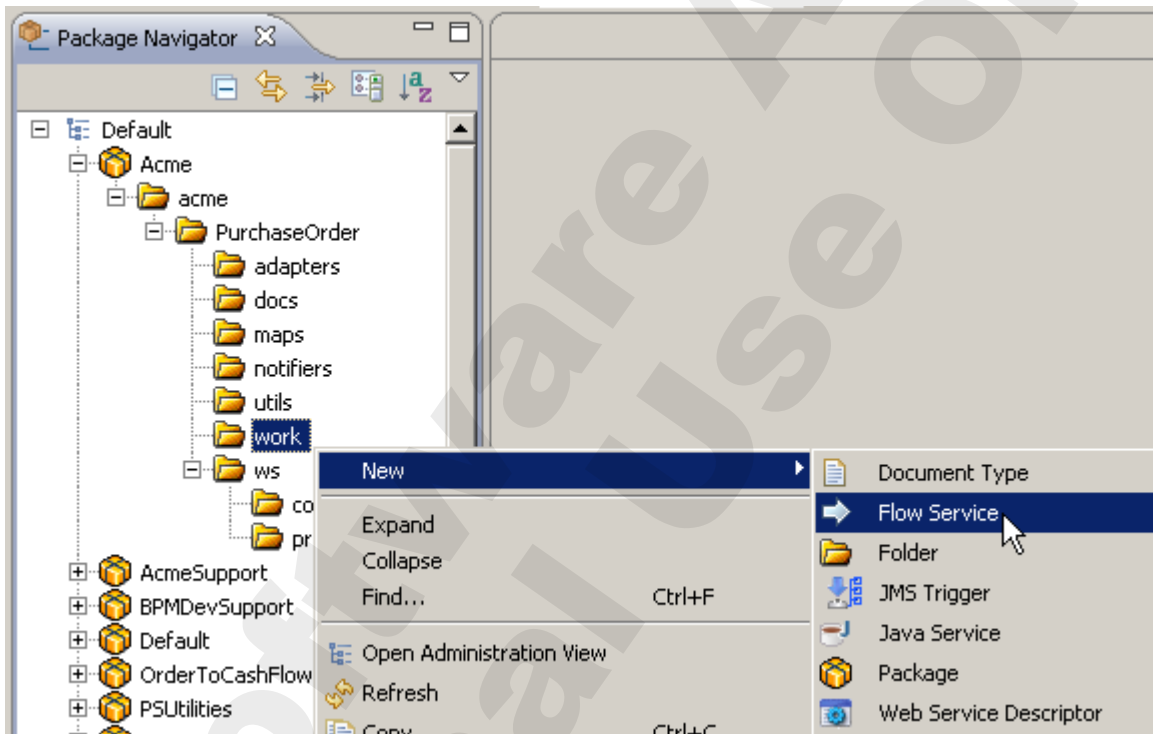 Package Navigator
Default
Acme
acme
PurchaseOrder
adapters
docs
maps
notifiers
utils
work
ws
co
pr
AcmeSupport
BPMDevSupport
Default
OrderToCashFlow
PSUtilities
New
Expand
Collapse
Find... Ctrl+F
Open Administration View
Refresh
Copy Ctrl+C
Document Type
Flow Service
Folder
JMS Trigger
Java Service
Package
Web Service Descriptor